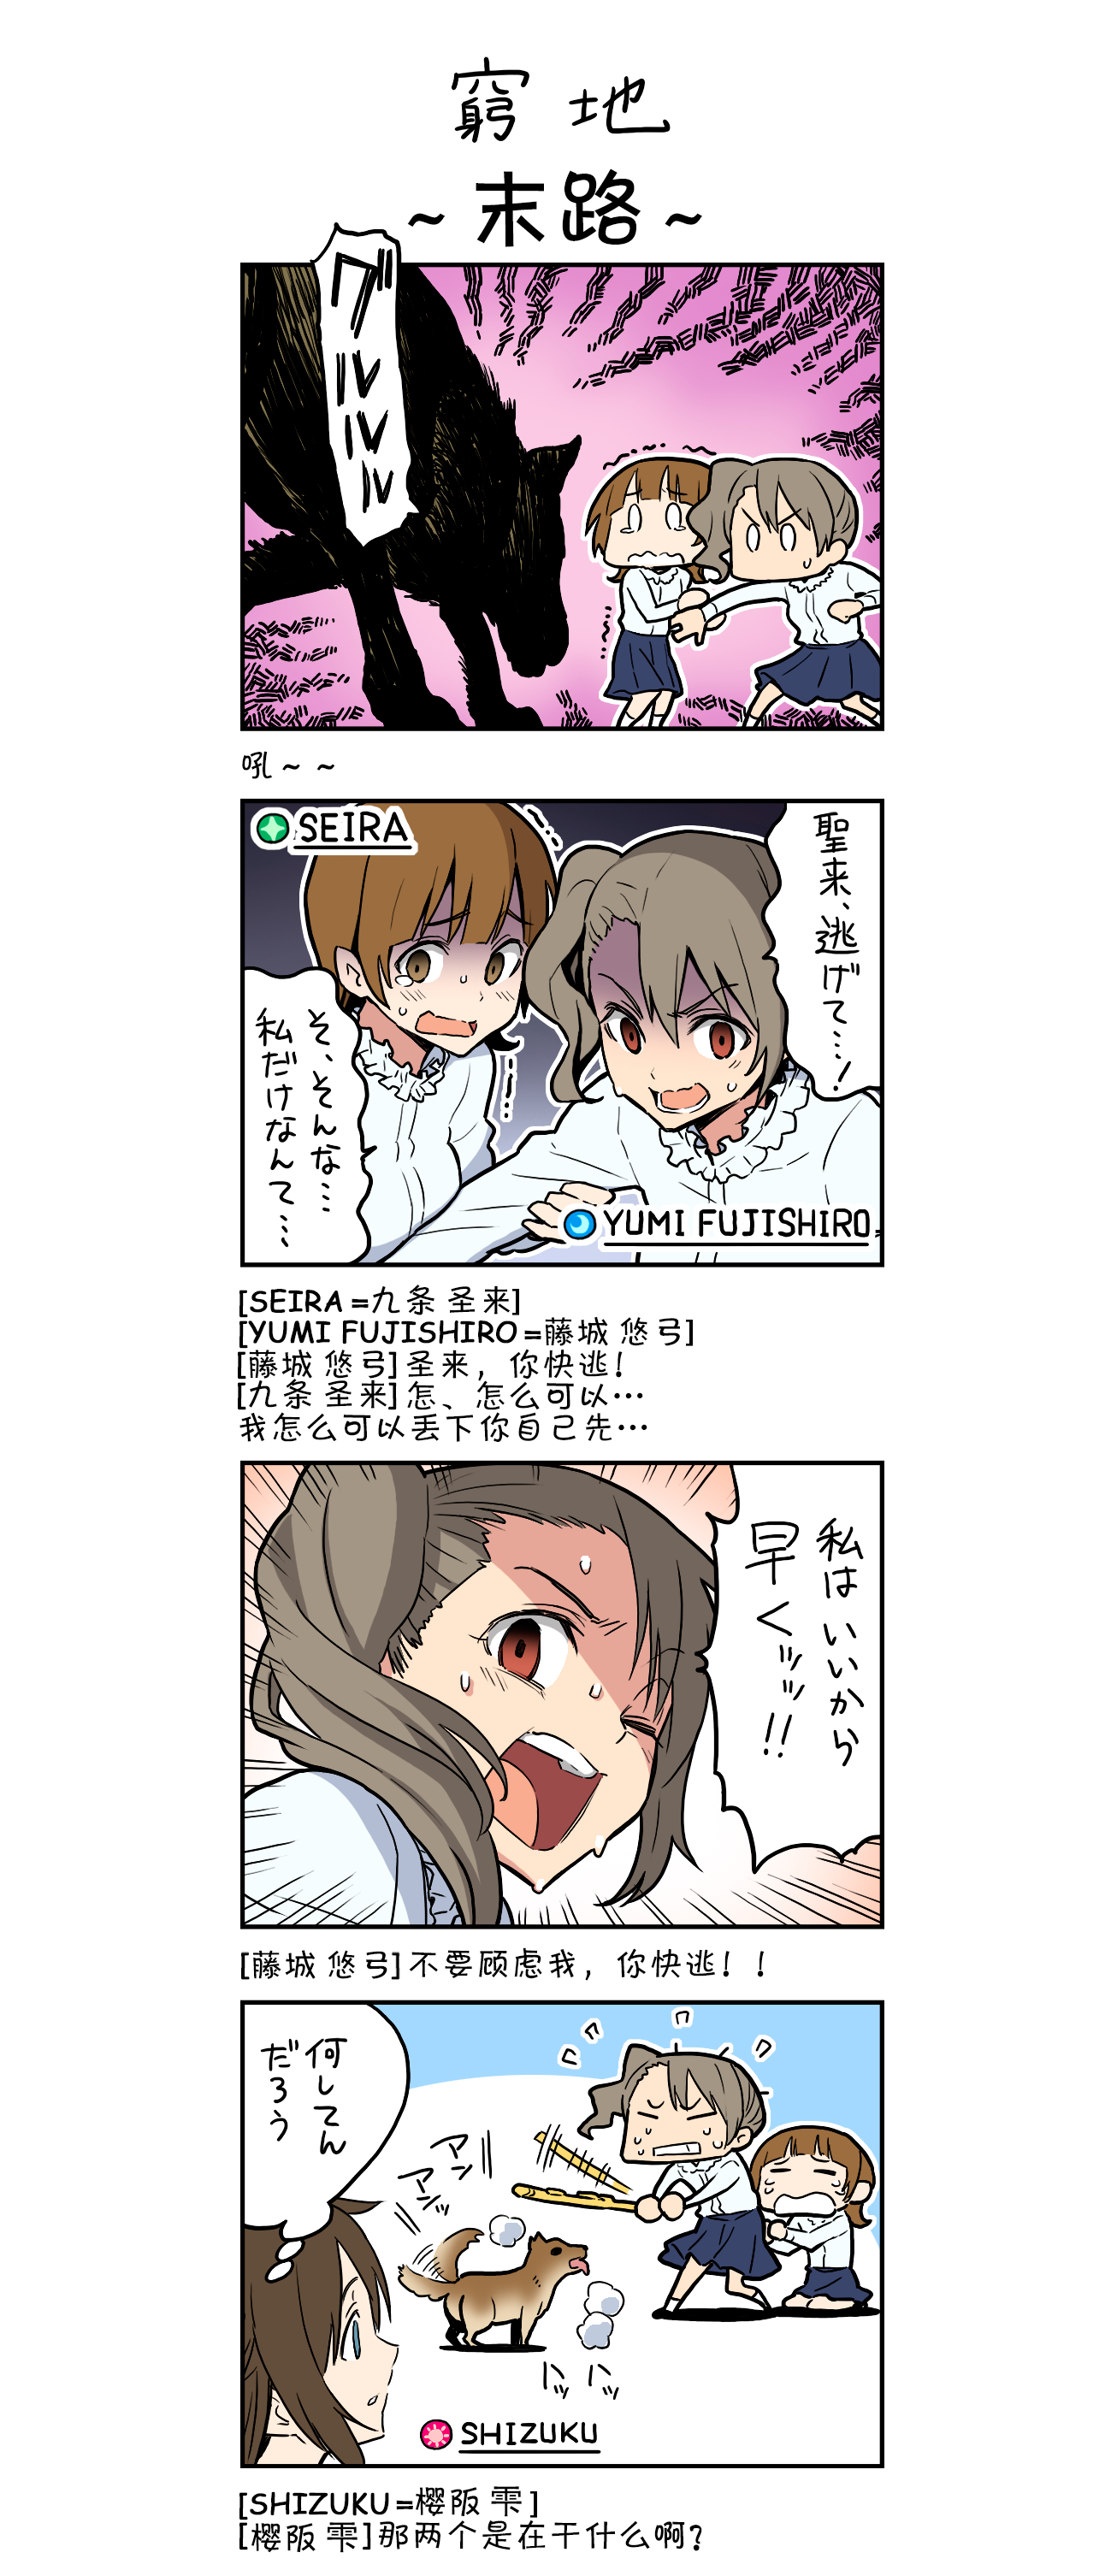 窮地
~末路~
グルルルル
吼~~
SEIRA
聖来、逃げて…!
そ、そんな…
私だけなんて…
YUMI FUJISHIRO
[SEIRA=九条 圣来]
[YUMI FUJISHIRO=藤城 悠弓]
[藤城 悠弓]圣来，你快逃！
[九条 圣来]怎、怎么可以…
我怎么可以丢下你自己先…
私はいいから
早くッッ!!
[藤城 悠弓]不要顾虑我，你快逃！！
何してん
だろう
アン
アンッ
ハッ
ハッ
SHIZUKU
[SHIZUKU=樱阪 雫]
[樱阪 雫]那两个是在干什么啊？